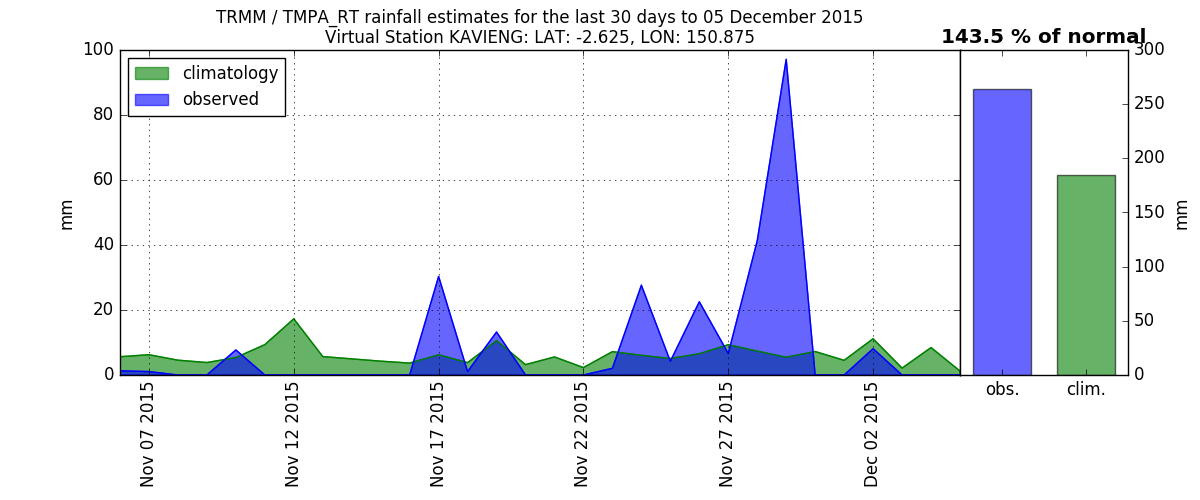 TRMM / TMPA_RT rainfall estimates for the last 30 days to 05 December 2015
Virtual Station KAVIENG: LAT: -2.625, LON: 150.875
143.5 % of normal
climatology
observed
100
80
60
40
20
0
mm
Nov 07 2015
Nov 12 2015
Nov 17 2015
Nov 22 2015
Nov 27 2015
Dec 02 2015
300
250
200
150
100
50
0
mm
obs.
clim.